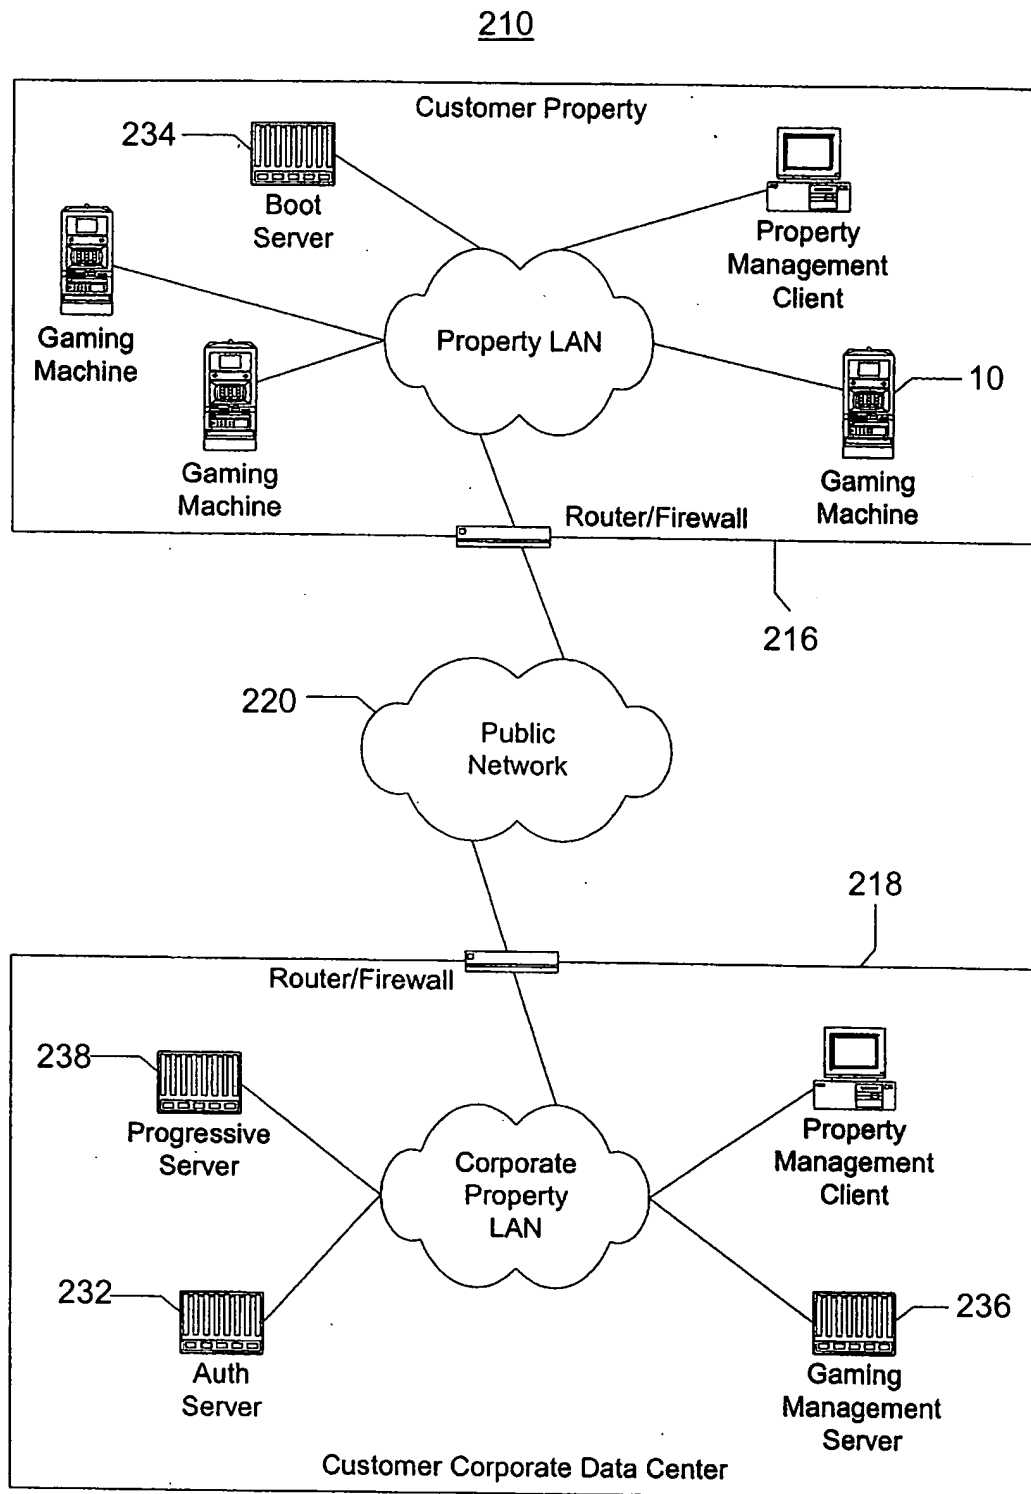 210
Customer Property
234
Boot
Server
Property
Management
Client
Gaming
Machine
Property LAN
10
Gaming
Machine
Gaming
Machine
Router/Firewall
216
220
Public
Network
218
Router/Firewall
238
Progressive
Server
Corporate
Property
LAN
Property
Management
Client
232
Auth
Server
236
Gaming
Management
Server
Customer Corporate Data Center